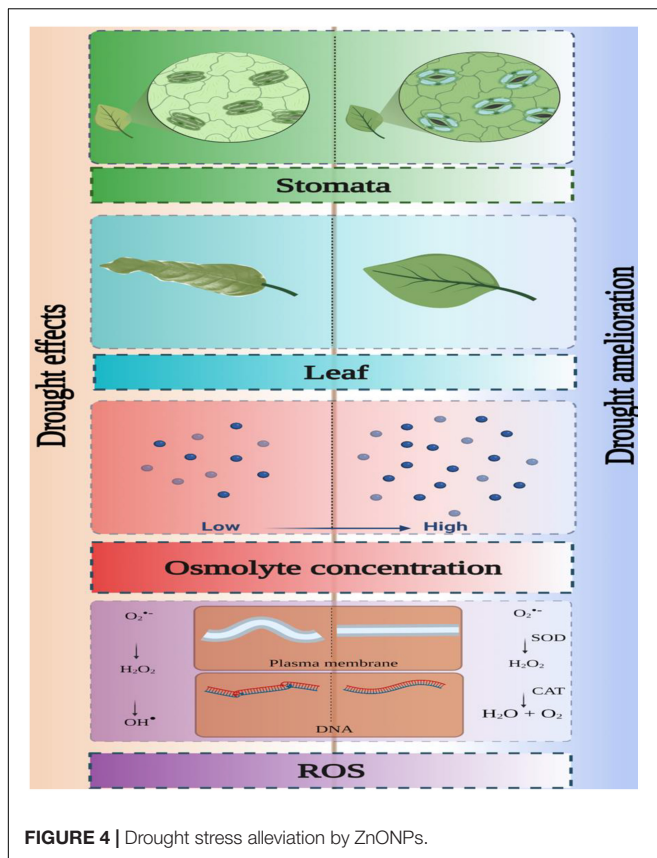 Drought effects
Drought amelioration
Stomata
Leaf
Low High
Osmolyte concentration
O₂•-
H₂O₂
OH•
Plasma membrane
DNA
O₂•-
SOD
H₂O₂
CAT
H₂O + O₂
ROS
FIGURE 4 | Drought stress alleviation by ZnONPs.